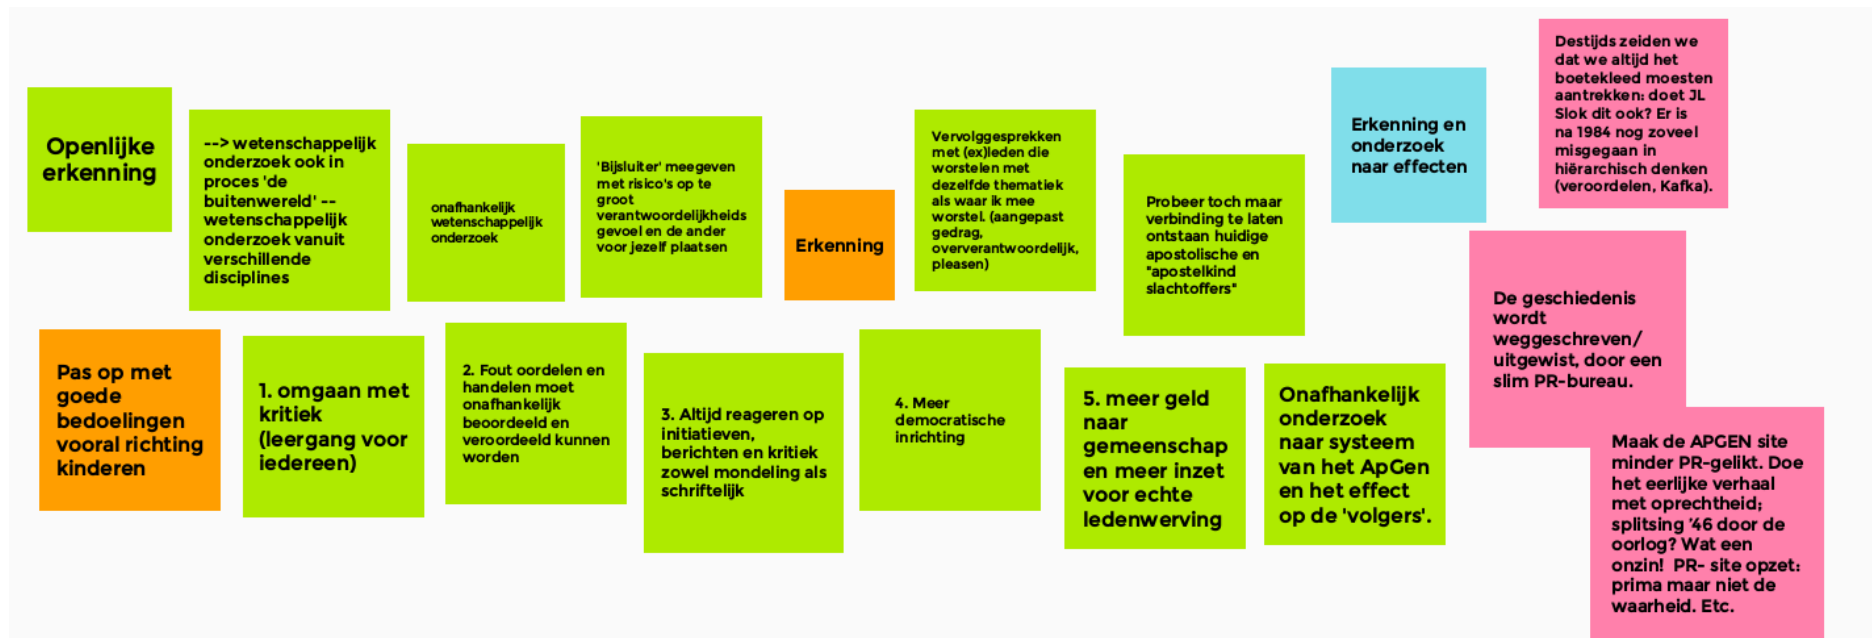 Openlijke
erkenning
--> wetenschappelijk
onderzoek ook in
proces 'de
buitenwereld' --
wetenschappelijk
onderzoek vanuit
verschillende
disciplines
onafhankelijk
wetenschappelijk
onderzoek
'Bijsluiter' meegeven
met risico's op te
groot
verantwoordelijkheids
gevoel en de ander
voor jezelf plaatsen
Erkenning
Vervolggesprekken
met (ex)leden die
worstelen met
dezelfde thematiek
als waar ik mee
worstel. (aangepast
gedrag,
oververantwoordelijk,
pleasen)
Probeer toch maar
verbinding te laten
ontstaan huidige
apostolische en
"apostelkind
slachtoffers"
Erkenning en
onderzoek
naar effecten
Destijds zeiden we
dat we altijd het
boetekleed moesten
aantrekken: doet JL
Slok dit ook? Er is
na 1984 nog zoveel
misgegaan in
hiërarchisch denken
(veroordelen, Kafka).
Pas op met
goede
bedoelingen
vooral richting
kinderen
1. omgaan met
kritiek
(leergang voor
iedereen)
2. Fout oordelen en
handelen moet
onafhankelijk
beoordeeld en
veroordeeld kunnen
worden
3. Altijd reageren op
initiatieven,
berichten en kritiek
zowel mondeling als
schriftelijk
4. Meer
democratische
inrichting
5. meer geld
naar
gemeenschap
en meer inzet
voor echte
ledenwerving
Onafhankelijk
onderzoek
naar systeem
van het ApGen
en het effect
op de 'volgers'.
De geschiedenis
wordt
weggeschreven/
uitgewist, door een
slim PR-bureau.
Maak de APGEN site
minder PR-gelikt. Doe
het eerlijke verhaal
met oprechtheid;
splitsing '46 door de
oorlog? Wat een
onzin!  PR- site opzet:
prima maar niet de
waarheid. Etc.